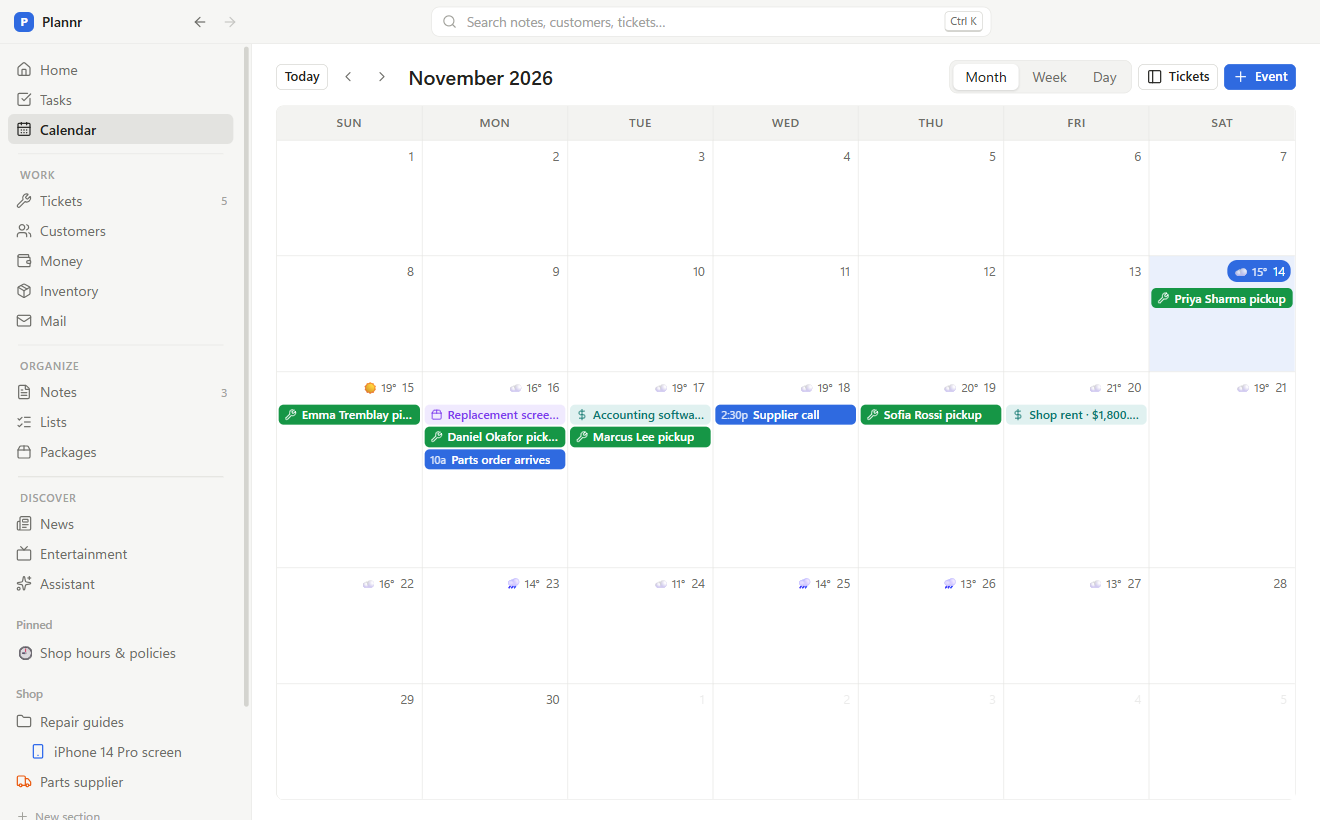 Plannr
Search notes, customers, tickets...
Ctrl K
Home
Tasks
Calendar
WORK
Tickets 5
Customers
Money
Inventory
Mail
ORGANIZE
Notes 3
Lists
Packages
DISCOVER
News
Entertainment
Assistant
Pinned
Shop hours & policies
Shop
Repair guides
iPhone 14 Pro screen
Parts supplier
New section
Today
November 2026
Month Week Day
Tickets
+ Event
SUN MON TUE WED THU FRI SAT
1 2 3 4 5 6 7
8 9 10 11 12 13 15° 14
Priya Sharma pickup
19° 15 16° 16 19° 17 19° 18 20° 19 21° 20 19° 21
Emma Tremblay pi... Replacement scree... $ Accounting softwa... 2:30p Supplier call Sofia Rossi pickup $ Shop rent · $1,800....
Daniel Okafor pick... Marcus Lee pickup
10a Parts order arrives
16° 22 14° 23 11° 24 14° 25 13° 26 13° 27 28
29 30 1 2 3 4 5